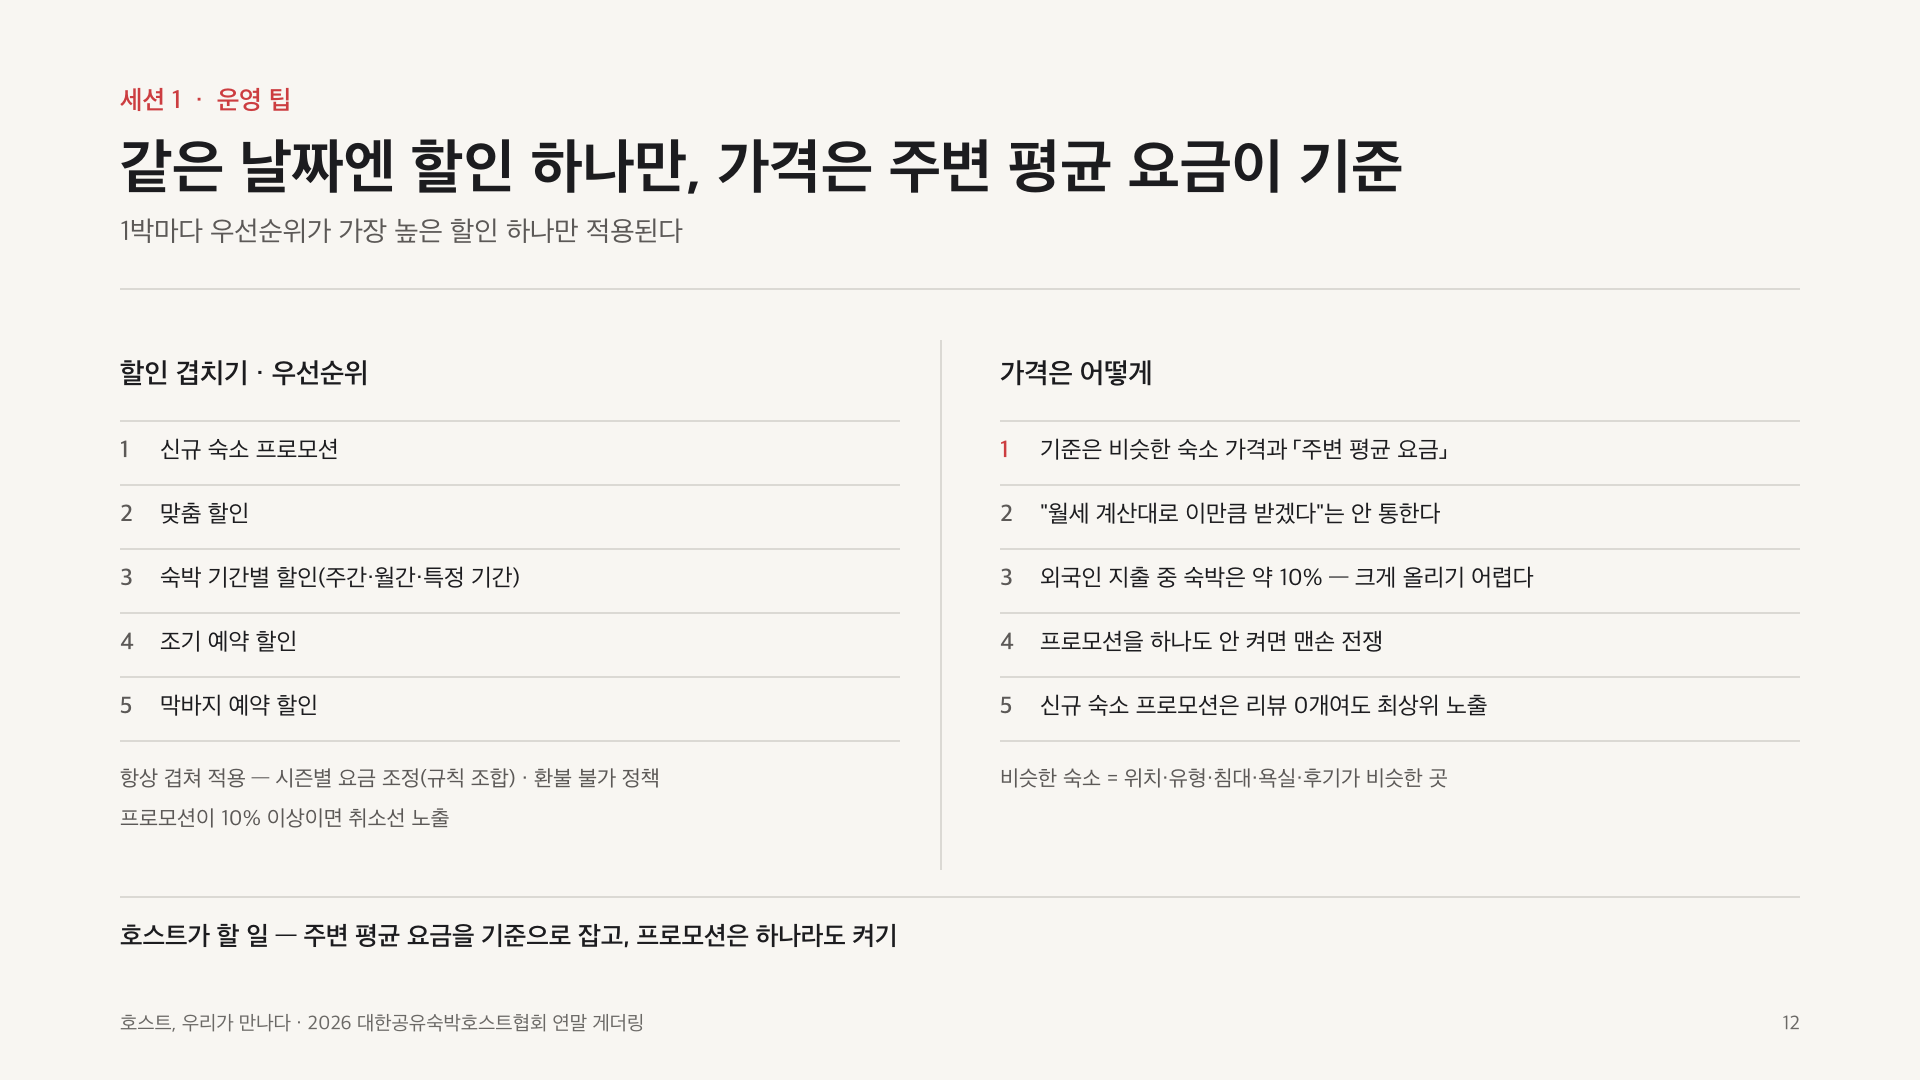 세션 1 · 운영 팁
같은 날짜엔 할인 하나만, 가격은 주변 평균 요금이 기준
1박마다 우선순위가 가장 높은 할인 하나만 적용된다
할인 겹치기 · 우선순위
1 신규 숙소 프로모션
2 맞춤 할인
3 숙박 기간별 할인(주간·월간·특정 기간)
4 조기 예약 할인
5 막바지 예약 할인
항상 겹쳐 적용 — 시즌별 요금 조정(규칙 조합) · 환불 불가 정책
프로모션이 10% 이상이면 취소선 노출
가격은 어떻게
1 기준은 비슷한 숙소 가격과 「주변 평균 요금」
2 "월세 계산대로 이만큼 받겠다"는 안 통한다
3 외국인 지출 중 숙박은 약 10% — 크게 올리기 어렵다
4 프로모션을 하나도 안 켜면 맨손 전쟁
5 신규 숙소 프로모션은 리뷰 0개여도 최상위 노출
비슷한 숙소 = 위치·유형·침대·욕실·후기가 비슷한 곳
호스트가 할 일 — 주변 평균 요금을 기준으로 잡고, 프로모션은 하나라도 켜기
호스트, 우리가 만나다 · 2026 대한공유숙박호스트협회 연말 게더링
12